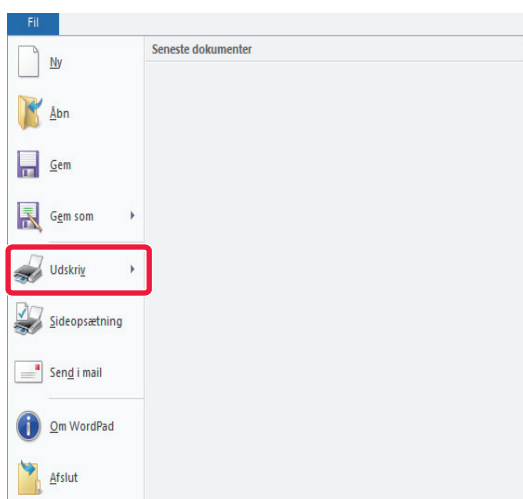 Fil
Seneste dokumenter
Ny
Åbn
Gem
Gem som
Udskriv
Sideopsætning
Send i mail
Om WordPad
Afslut